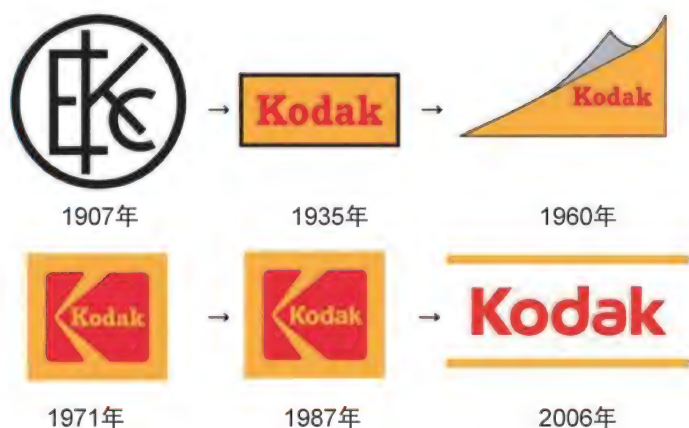 EKC
→
Kodak
→
Kodak
1907年
1935年
1960年
Kodak
→
Kodak
→
Kodak
1971年
1987年
2006年